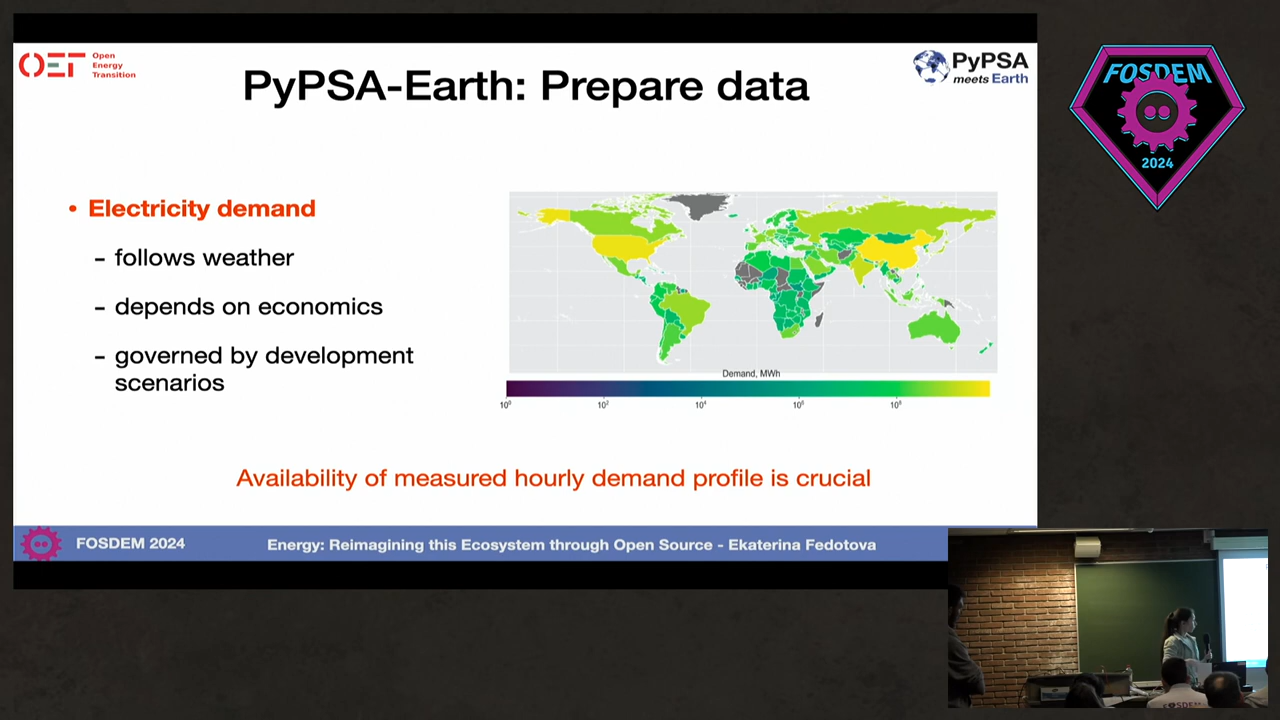 OET Open
Energy
Transition
PyPSA-Earth: Prepare data
PyPSA
meets Earth
FOSDEM
2024
• Electricity demand
– follows weather
– depends on economics
– governed by development
scenarios
Demand, MWh
10⁰ 10² 10⁴ 10⁶ 10⁸
Availability of measured hourly demand profile is crucial
FOSDEM 2024
Energy: Reimagining this Ecosystem through Open Source - Ekaterina Fedotova
FOSDEM